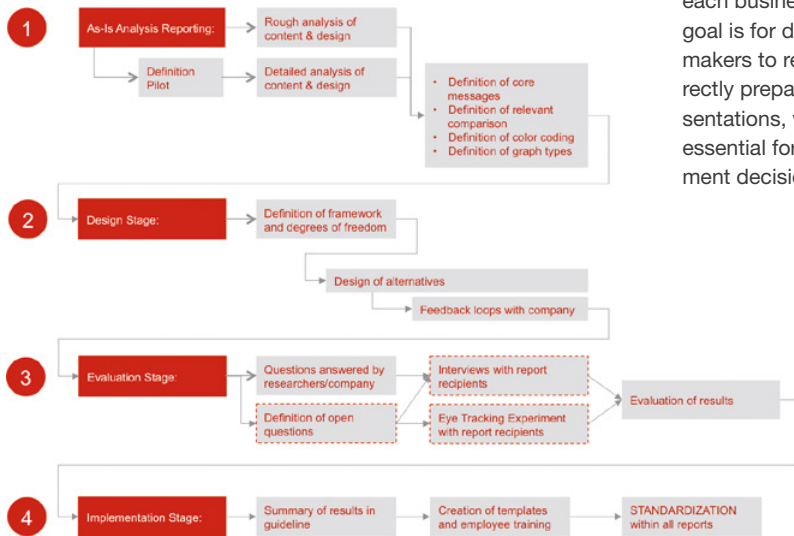 1
As-Is Analysis Reporting:
Rough analysis of
content & design
Definition
Pilot
Detailed analysis of
content & design
• Definition of core
messages
• Definition of relevant
comparison
• Definition of color coding
• Definition of graph types
2
Design Stage:
Definition of framework
and degrees of freedom
Design of alternatives
Feedback loops with company
3
Evaluation Stage:
Questions answered by
researchers/company
Interviews with report
recipients
Definition of open
questions
Eye Tracking Experiment
with report recipients
Evaluation of results
4
Implementation Stage:
Summary of results in
guideline
Creation of templates
and employee training
STANDARDIZATION
within all reports
goal is for d
makers to re
rectly prepa
sentations, 
essential for
ment decisi